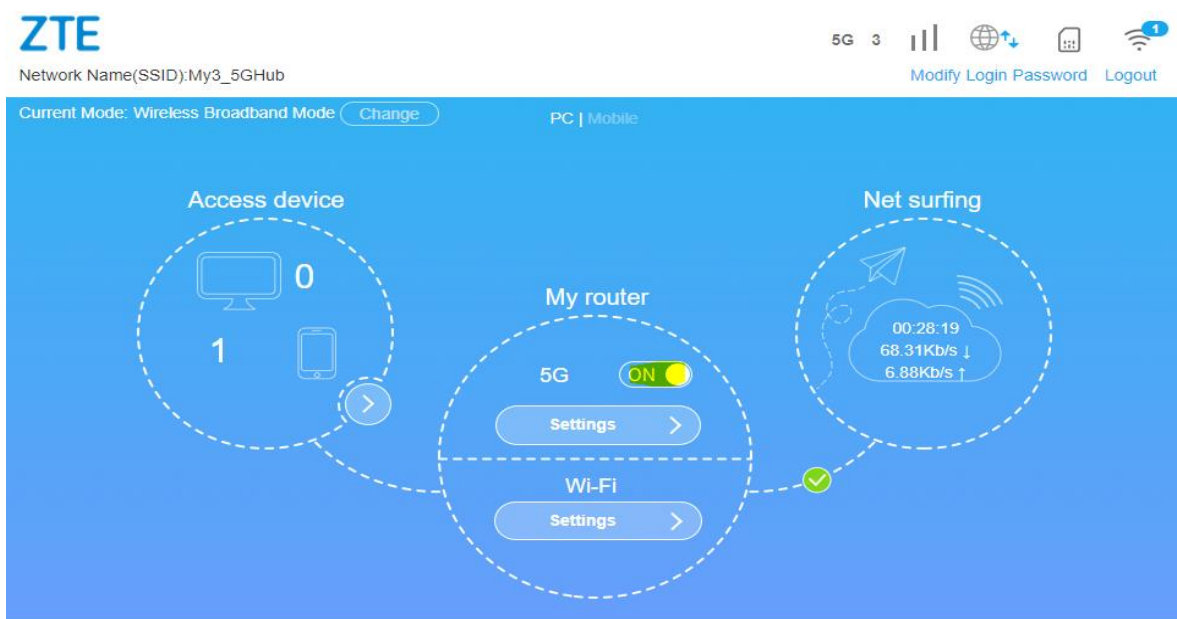 ZTE
5G 3
1
Network Name(SSID):My3_5GHub
Modify Login Password Logout
Current Mode: Wireless Broadband Mode Change
PC | Mobile
Access device
0
1
My router
5G ON
Settings
Wi-Fi
Settings
Net surfing
00:28:19
68.31Kb/s ↓
6.88Kb/s ↑